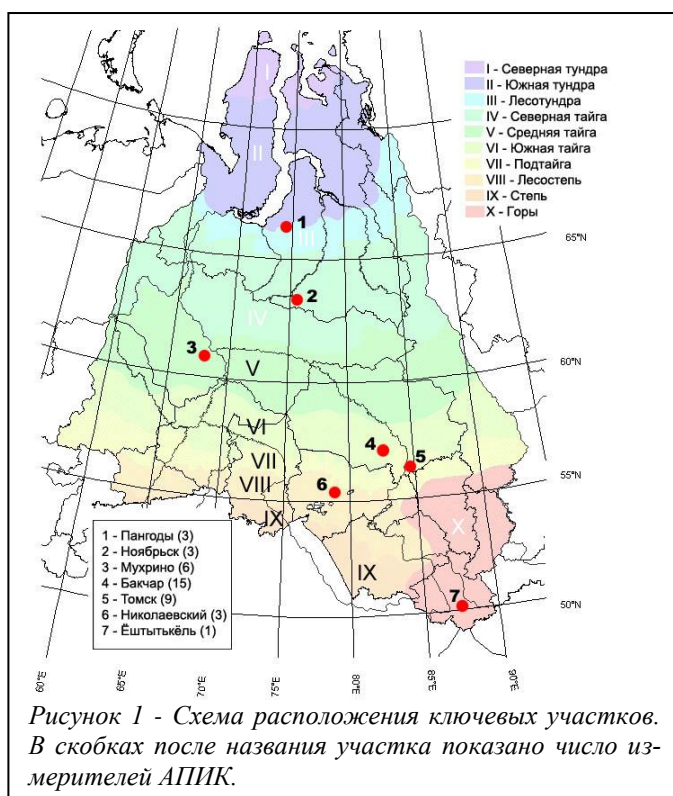 I
II
III
IV
V
VI
VII
VIII
IX
IX
X
1
2
3
4
5
6
7
I - Северная тундра
II - Южная тундра
III - Лесотундра
IV - Северная тайга
V - Средняя тайга
VI - Южная тайга
VII - Подтайга
VIII - Лесостепь
IX - Степь
X - Горы
65°N
60°N
55°N
50°N
1 - Пангоды (3)
2 - Ноябрьск (3)
3 - Мухрино (6)
4 - Бакчар (15)
5 - Томск (9)
6 - Николаевский (3)
7 - Ёштыткёль (1)
60°E
65°E
70°E
75°E
80°E
85°E
90°E
Рисунок 1 - Схема расположения ключевых участков.
В скобках после названия участка показано число из-
мерителей АПИК.